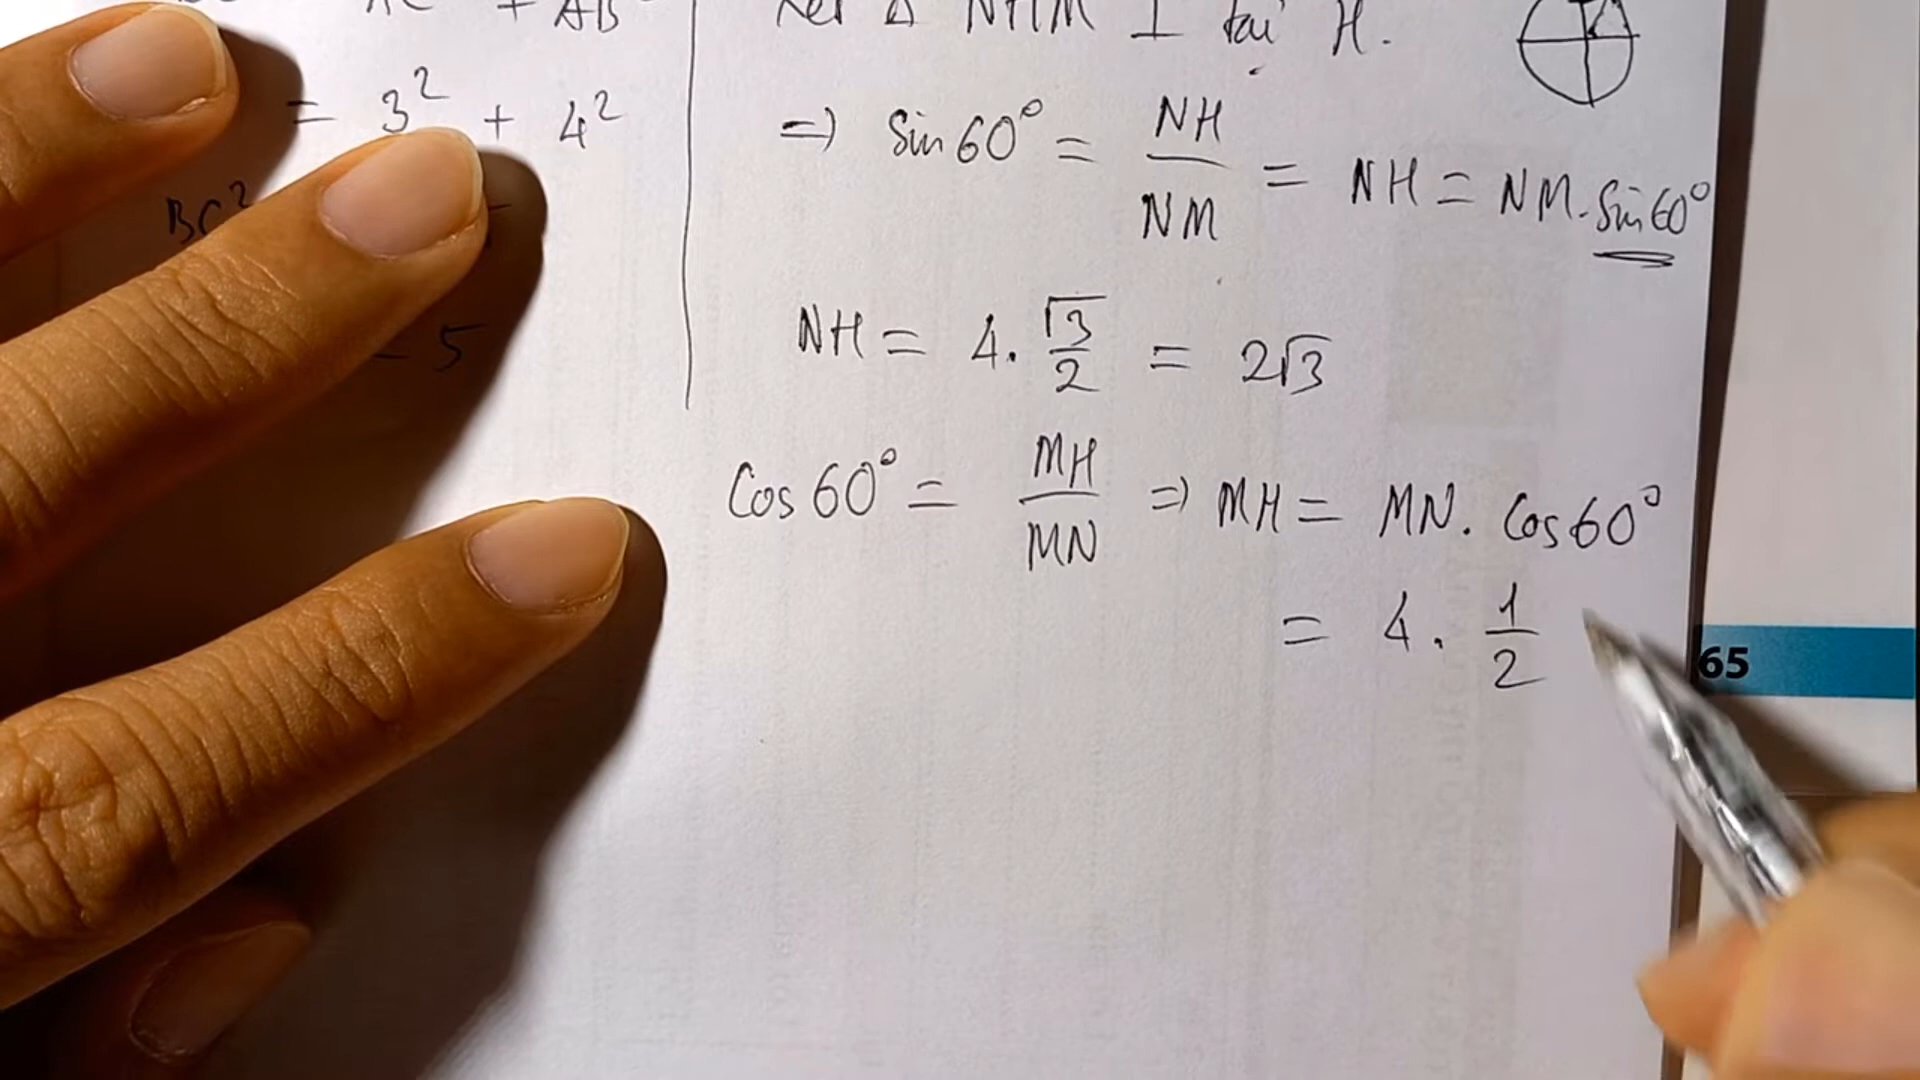 + AB
= 3² + 4²
BC²
= 5
Δ NHM ⊥ tại H.
=) Sin 60° = NH/NM = NH = NM. Sin 60°
NH = 4. √3/2 = 2√3
Cos 60° = MH/MN => MH = MN. Cos 60°
= 4. 1/2
65